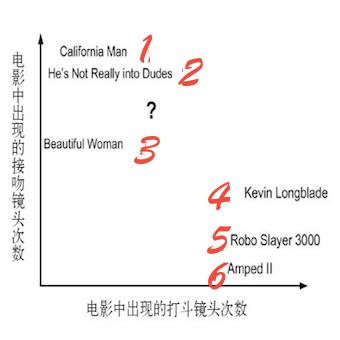 California Man 1
He's Not Really into Dudes 2
?
Beautiful Woman 3
4 Kevin Longblade
5 Robo Slayer 3000
6 Amped II
电影中出现的接吻镜头次数
电影中出现的打斗镜头次数